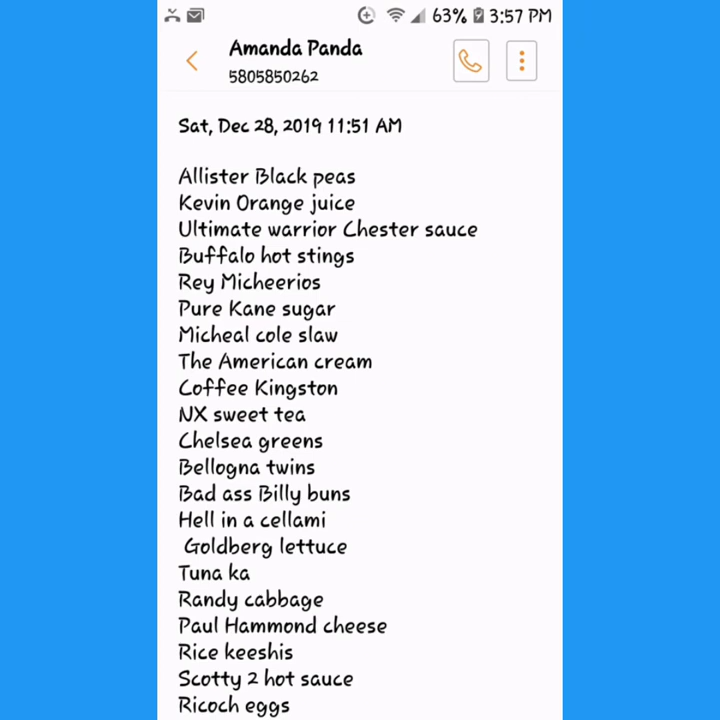 63% 3:57 PM
Amanda Panda
5805850262
Sat, Dec 28, 2019 11:51 AM
Allister Black peas
Kevin Orange juice
Ultimate warrior Chester sauce
Buffalo hot stings
Rey Micheerios
Pure Kane sugar
Micheal cole slaw
The American cream
Coffee Kingston
NX sweet tea
Chelsea greens
Bellogna twins
Bad ass Billy buns
Hell in a cellami
Goldberg lettuce
Tuna ka
Randy cabbage
Paul Hammond cheese
Rice keeshis
Scotty 2 hot sauce
Ricoch eggs